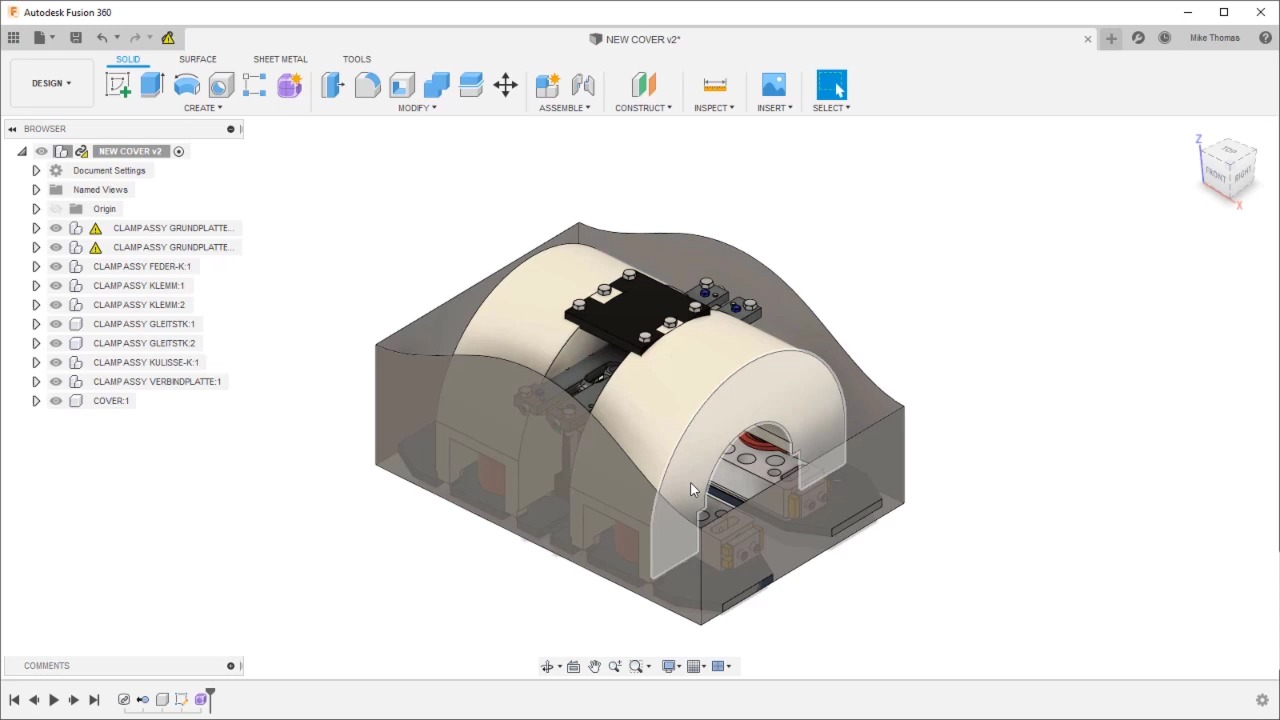 Autodesk Fusion 360
NEW COVER v2*
Mike Thomas
SOLID SURFACE SHEET METAL TOOLS
DESIGN
CREATE MODIFY ASSEMBLE CONSTRUCT INSPECT INSERT SELECT
BROWSER
NEW COVER v2
Document Settings
Named Views
Origin
CLAMP ASSY GRUNDPLATTE...
CLAMP ASSY GRUNDPLATTE...
CLAMP ASSY FEDER-K:1
CLAMP ASSY KLEMM:1
CLAMP ASSY KLEMM:2
CLAMP ASSY GLEITSTK:1
CLAMP ASSY GLEITSTK:2
CLAMP ASSY KULISSE-K:1
CLAMP ASSY VERBINDPLATTE:1
COVER:1
Z
TOP
FRONT
RIGHT
X
COMMENTS